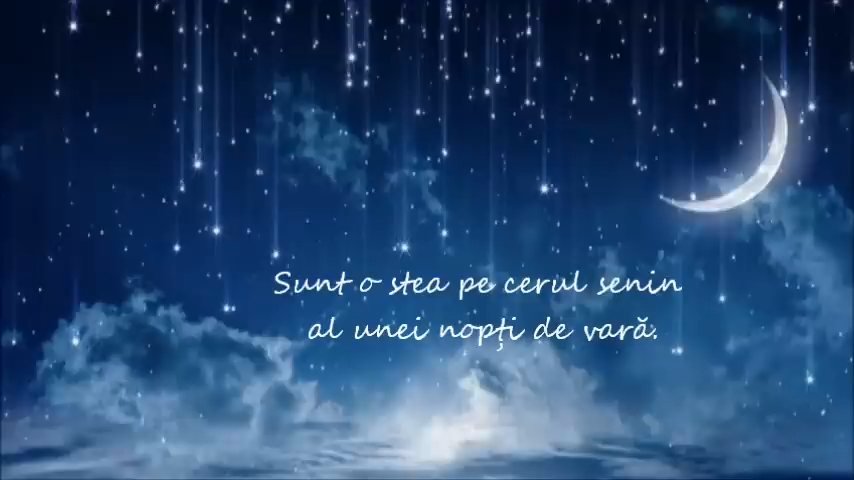 Sunt o stea pe cerul senin
al unei nopți de vară.